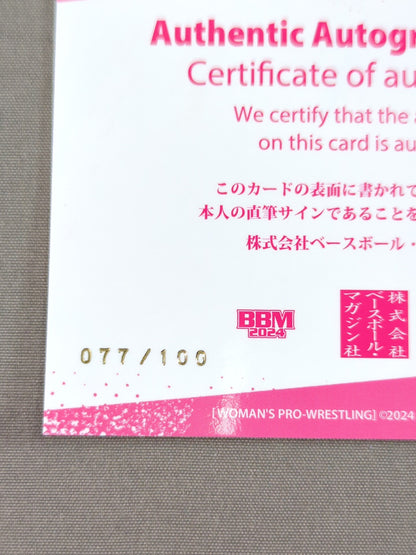 Authentic Autogr
Certificate of au
We certify that the a
on this card is au
このカードの表面に書かれて
本人の直筆サインであることを
株式会社ベースボール・
BBM
2024
株式会社
ベースボール・
マガジン社
077/100
[WOMAN'S PRO-WRESTLING] ©2024